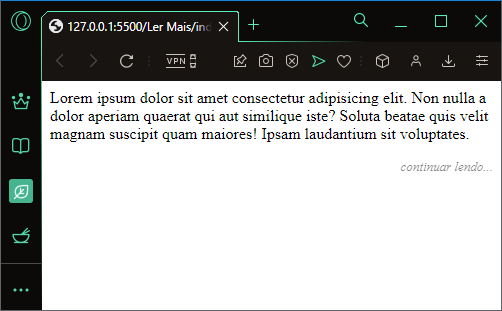 127.0.0.1:5500/Ler Mais/ind
VPN
Lorem ipsum dolor sit amet consectetur adipisicing elit. Non nulla a
dolor aperiam quaerat qui aut similique iste? Soluta beatae quis velit
magnam suscipit quam maiores! Ipsam laudantium sit voluptates.
continuar lendo...